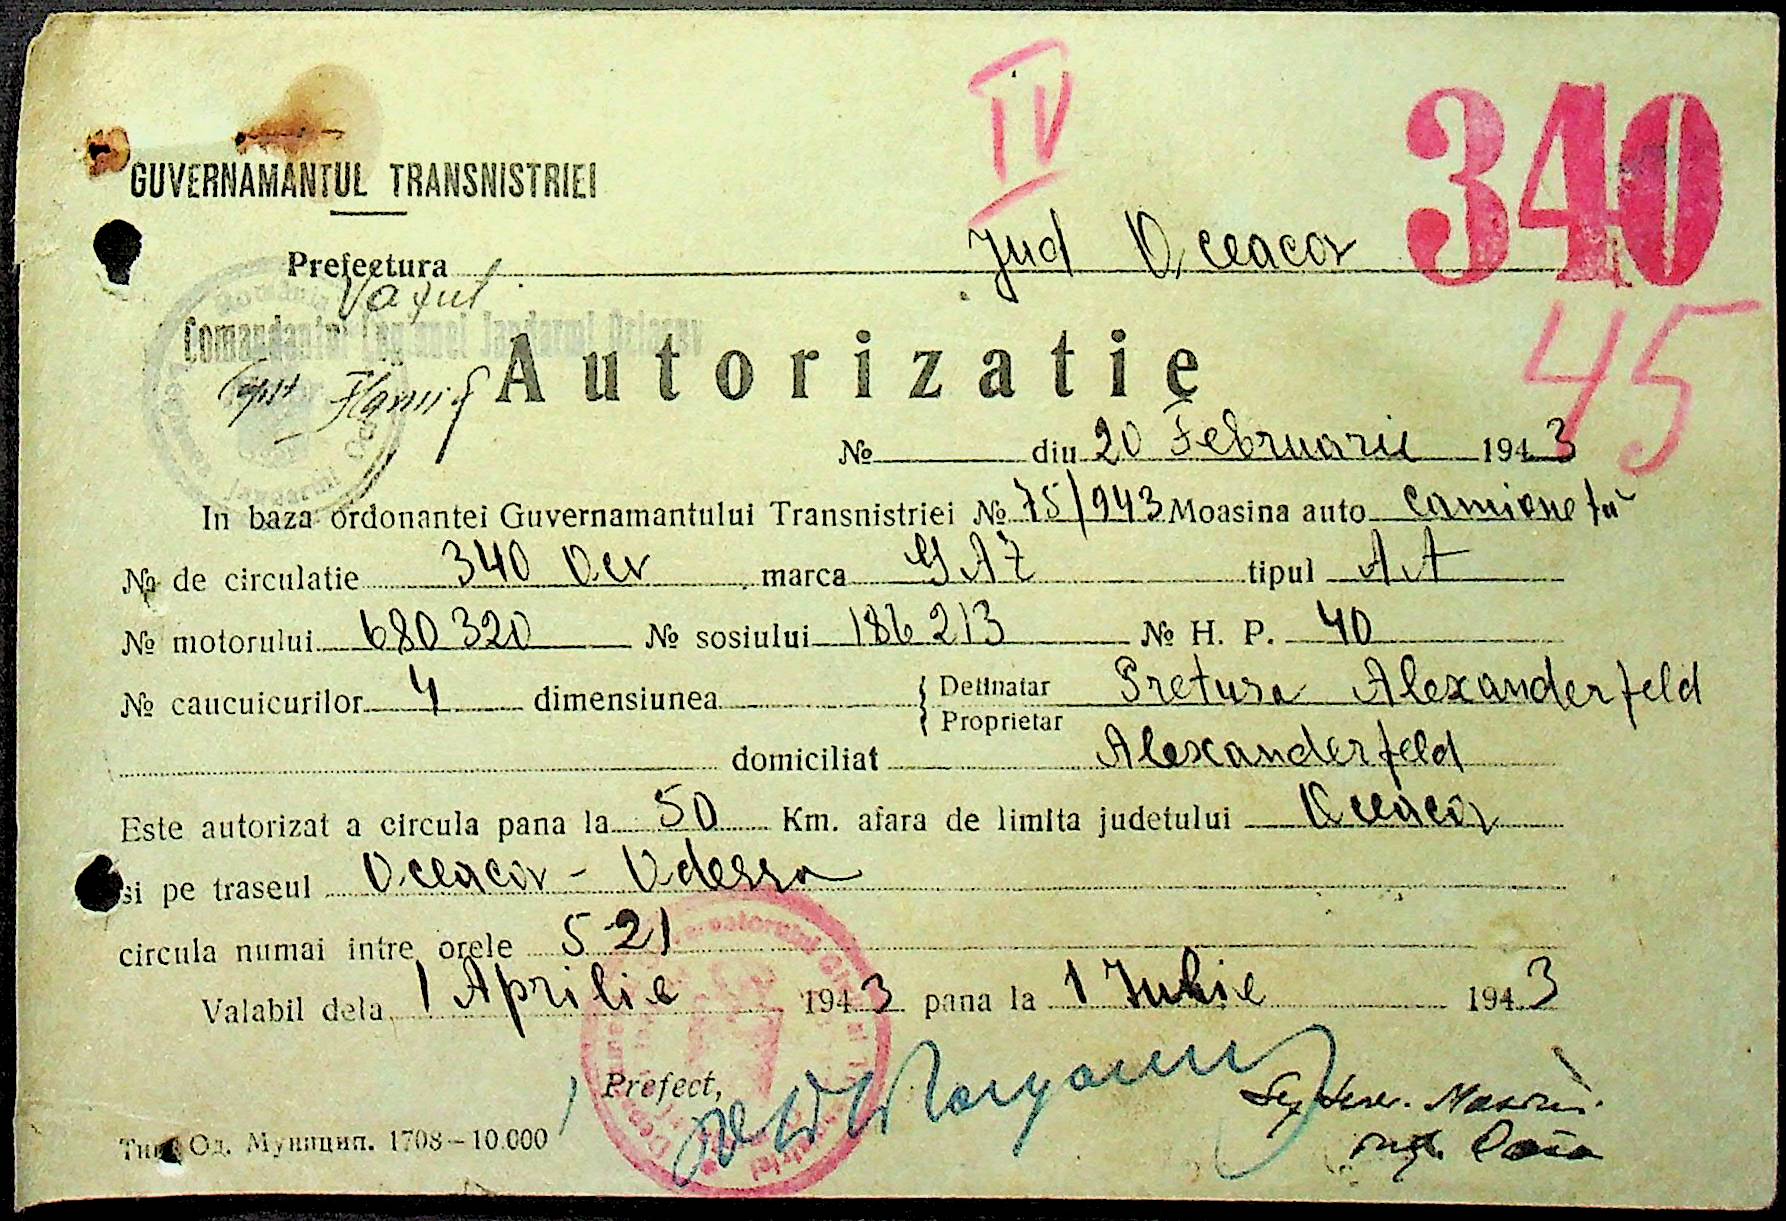 IV
340
GUVERNAMANTUL TRANSNISTRIEI
Prefectura Jud Oceacov
Vazut
Comandantul Legiunei Jandarmi Oceacov
45
Autorizatie
№ din 20 Februarie 1943
In baza ordonantei Guvernamantului Transnistriei № 75/943 Moasina auto camionetă
№ de circulatie 340 Ocv marca GAZ tipul AA
№ motorului 680320 № sosiului 186213 № H. P. 40
№ caucuicurilor 4 dimensiunea { Detinatar Pretura Alexanderfeld
Proprietar
domiciliat Alexanderfeld
Este autorizat a circula pana la 50 Km. afara de limita judetului Oceacov
si pe traseul Oceacov - Odessa
circula numai intre orele 5-21
Valabil dela 1 Aprilie 1943 pana la 1 Iulie 1943
Prefect,
Тип Од. Муницип. 1708–10.000